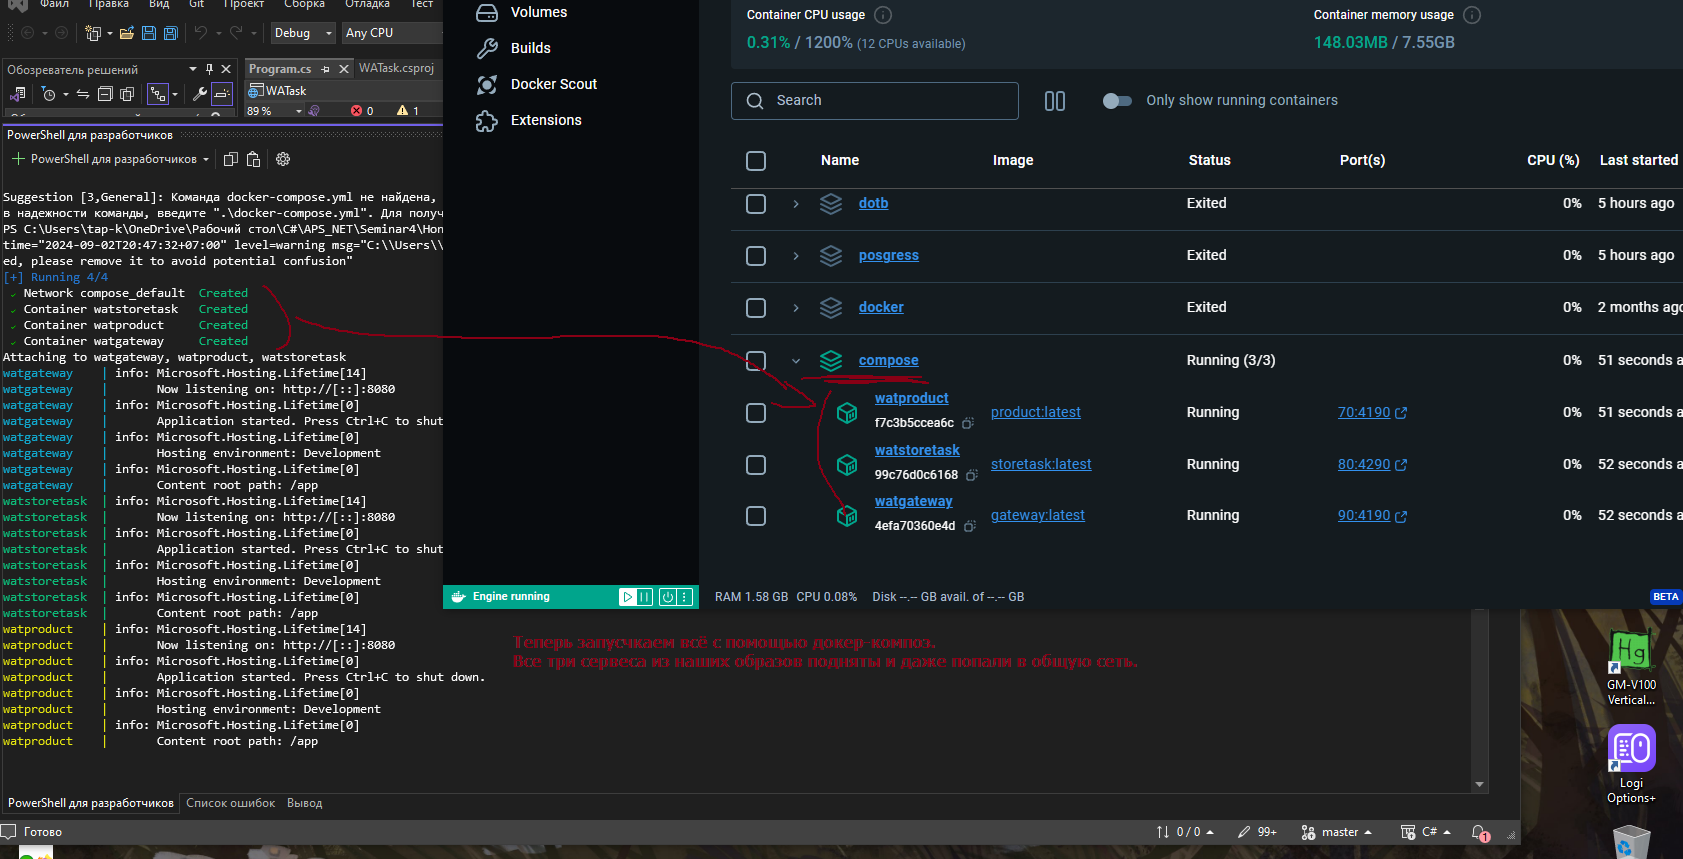 Файл Правка Вид Git Проект Сборка Отладка Тест
Debug Any CPU
Обозреватель решений
Program.cs WATask.csproj
WATask
89 % 0 1
PowerShell для разработчиков
PowerShell для разработчиков
Suggestion [3,General]: Команда docker-compose.yml не найдена,
в надежности команды, введите ".\docker-compose.yml". Для получ
PS C:\Users\tap-k\OneDrive\Рабочий стол\C#\APS_NET\Seminar4\Hon
time="2024-09-02T20:47:32+07:00" level=warning msg="C:\\Users\\
ed, please remove it to avoid potential confusion"
[+] Running 4/4
✓ Network compose_default Created
✓ Container watstoretask Created
✓ Container watproduct Created
✓ Container watgateway Created
Attaching to watgateway, watproduct, watstoretask
watgateway | info: Microsoft.Hosting.Lifetime[14]
watgateway | Now listening on: http://[::]:8080
watgateway | info: Microsoft.Hosting.Lifetime[0]
watgateway | Application started. Press Ctrl+C to shut
watgateway | info: Microsoft.Hosting.Lifetime[0]
watgateway | Hosting environment: Development
watgateway | info: Microsoft.Hosting.Lifetime[0]
watgateway | Content root path: /app
watstoretask | info: Microsoft.Hosting.Lifetime[14]
watstoretask | Now listening on: http://[::]:8080
watstoretask | info: Microsoft.Hosting.Lifetime[0]
watstoretask | Application started. Press Ctrl+C to shut
watstoretask | info: Microsoft.Hosting.Lifetime[0]
watstoretask | Hosting environment: Development
watstoretask | info: Microsoft.Hosting.Lifetime[0]
watstoretask | Content root path: /app
watproduct | info: Microsoft.Hosting.Lifetime[14]
watproduct | Now listening on: http://[::]:8080
watproduct | info: Microsoft.Hosting.Lifetime[0]
watproduct | Application started. Press Ctrl+C to shut down.
watproduct | info: Microsoft.Hosting.Lifetime[0]
watproduct | Hosting environment: Development
watproduct | info: Microsoft.Hosting.Lifetime[0]
watproduct | Content root path: /app
PowerShell для разработчиков Список ошибок Вывод
Готово
0 / 0 99+ master C# 1
Volumes
Builds
Docker Scout
Extensions
Engine running
Container CPU usage
0.31% / 1200% (12 CPUs available)
Container memory usage
148.03MB / 7.55GB
Search
Only show running containers
Name Image Status Port(s) CPU (%) Last started
dotb Exited 0% 5 hours ago
posgress Exited 0% 5 hours ago
docker Exited 0% 2 months ago
compose Running (3/3) 0% 51 seconds a
watproduct
f7c3b5ccea6c product:latest Running 70:4190 0% 51 seconds a
watstoretask
99c76d0c6168 storetask:latest Running 80:4290 0% 52 seconds a
watgateway
4efa70360e4d gateway:latest Running 90:4190 0% 52 seconds a
RAM 1.58 GB CPU 0.08% Disk --.-- GB avail. of --.-- GB
BETA
Теперь запусчкаем всё с помощью докер-композ.
Все три сервеса из наших образов подняты и даже попали в общую сеть.
Hg
GM-V100
Vertical...
Logi
Options+